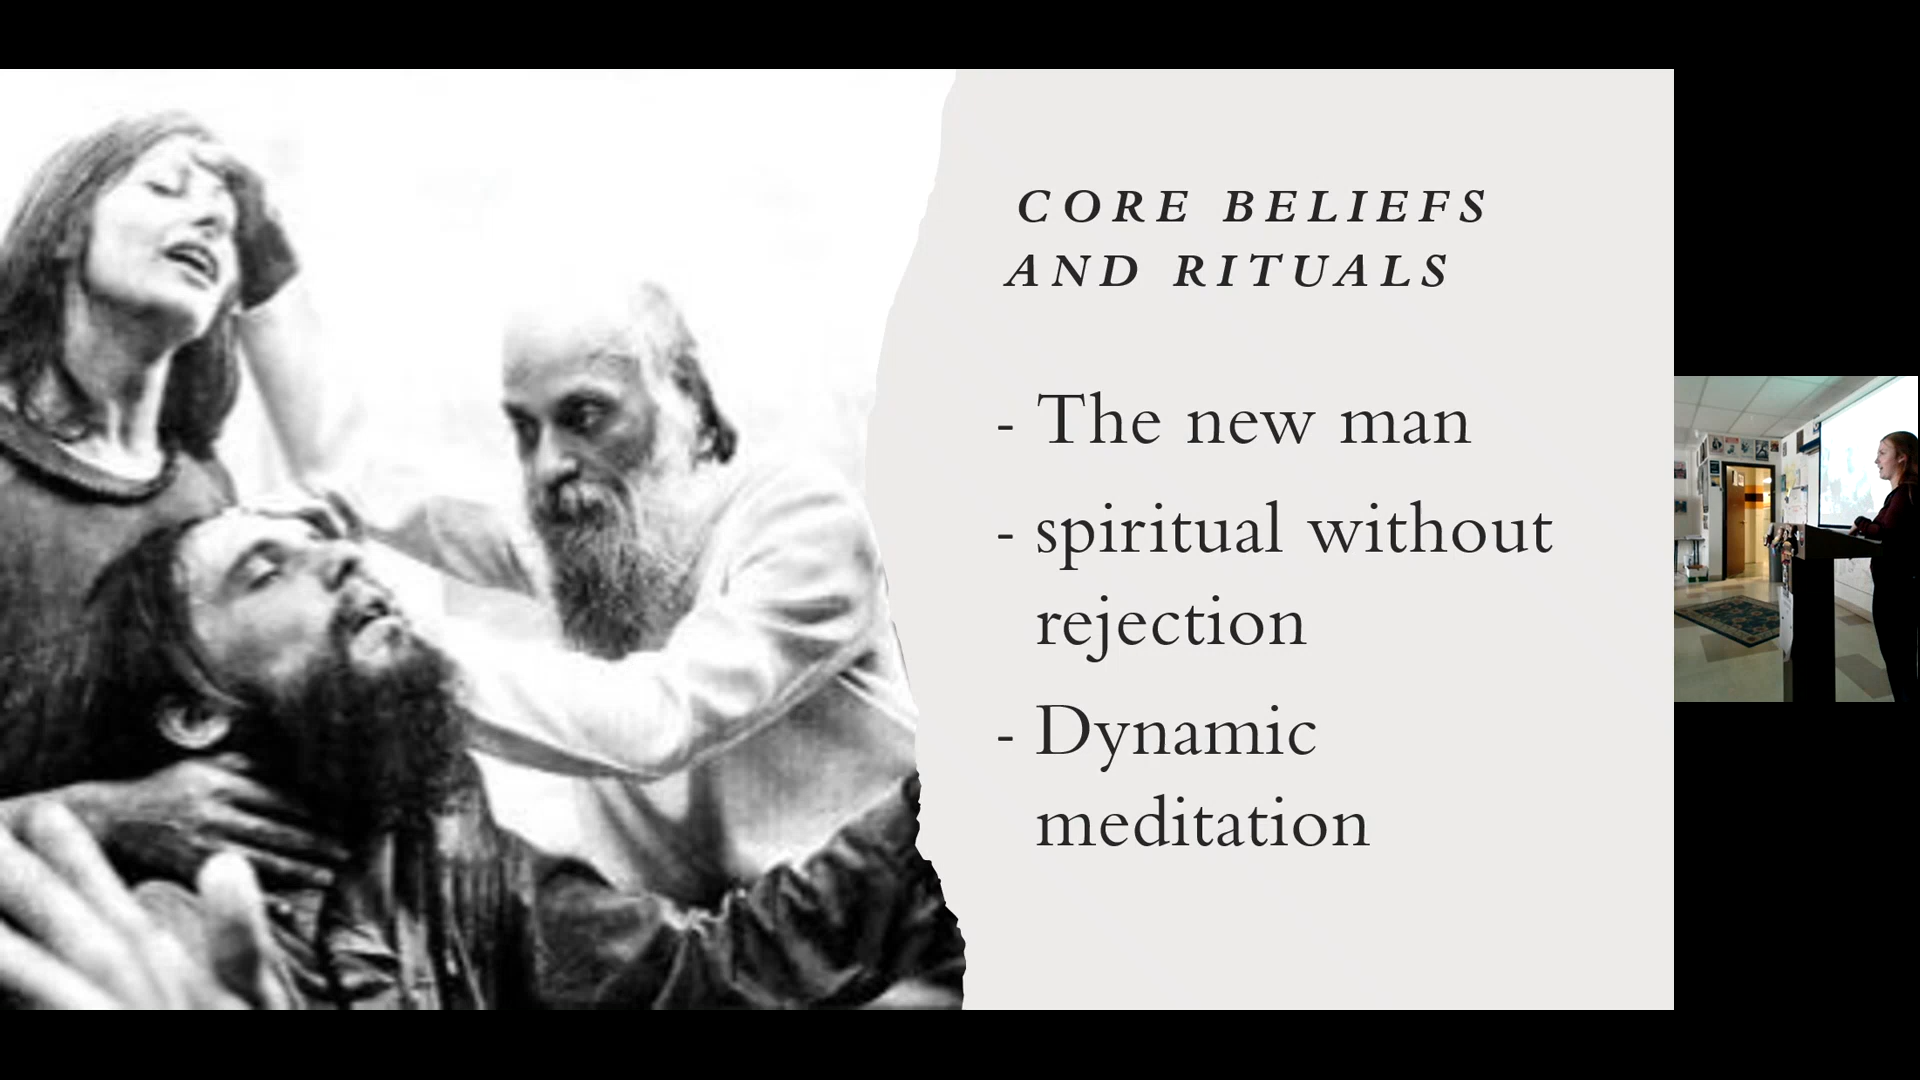 CORE BELIEFS
AND RITUALS
- The new man
- spiritual without
rejection
- Dynamic
meditation